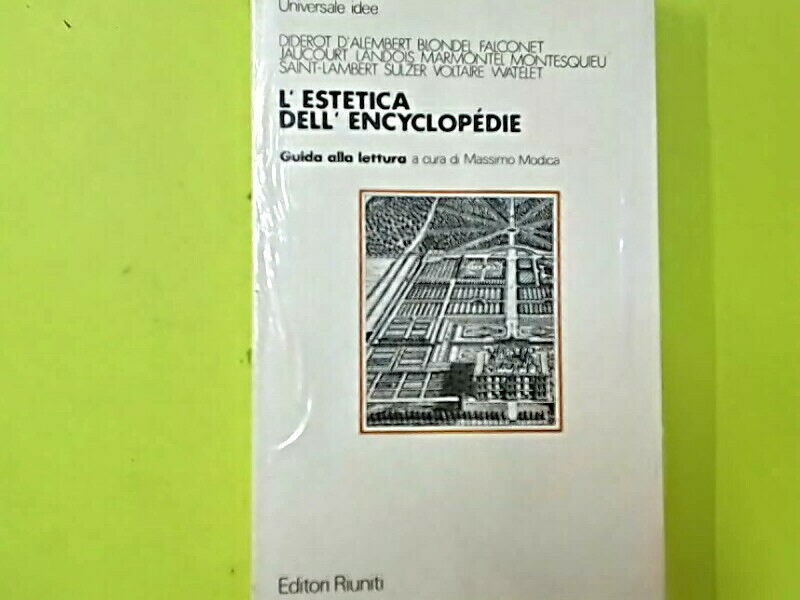 Universale idee
DIDEROT D'ALEMBERT BLONDEL FALCONET
JAUCOURT LANDOIS MARMONTEL MONTESQUIEU
SAINT-LAMBERT SULZER VOLTAIRE WATELET
L'ESTETICA
DELL'ENCYCLOPÉDIE
Guida alla lettura a cura di Massimo Modica
Editori Riuniti